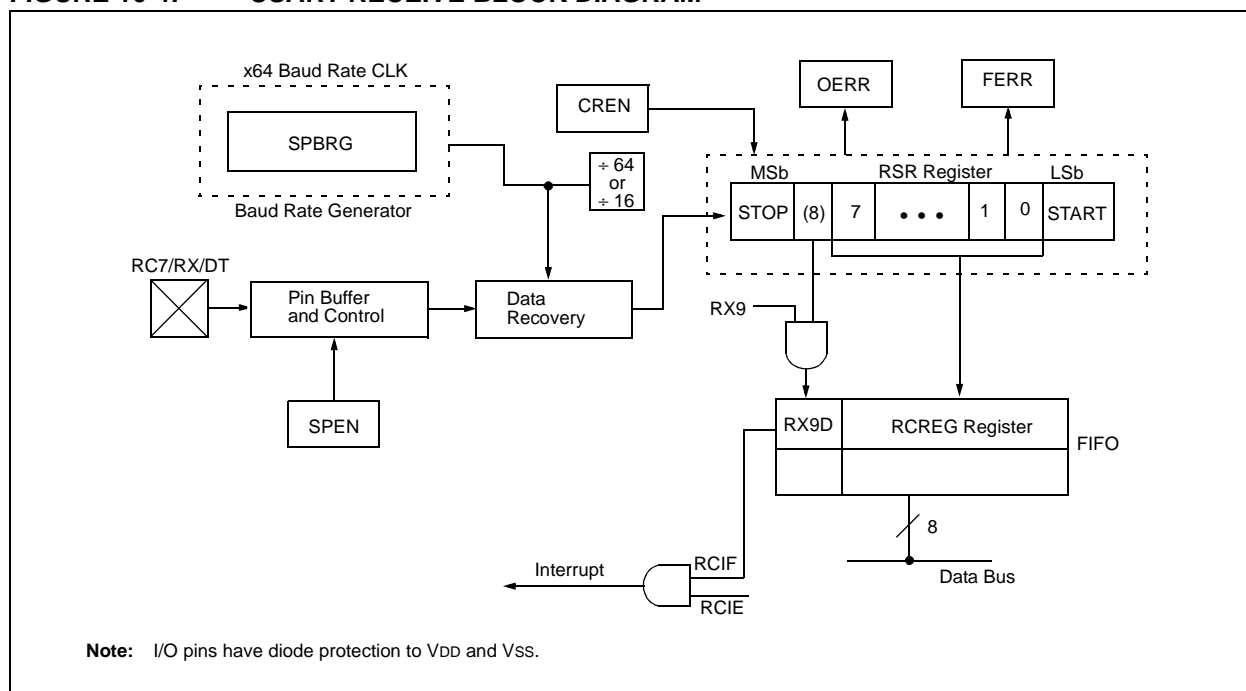 x64 Baud Rate CLK
SPBRG
Baud Rate Generator
CREN
OERR
FERR
÷ 64
or
÷ 16
MSb
RSR Register
LSb
STOP
(8)
7
• • •
1
0
START
RC7/RX/DT
Pin Buffer
and Control
Data
Recovery
SPEN
RX9
RX9D
RCREG Register
FIFO
8
Data Bus
Interrupt
RCIF
RCIE
Note: I/O pins have diode protection to VDD and VSS.